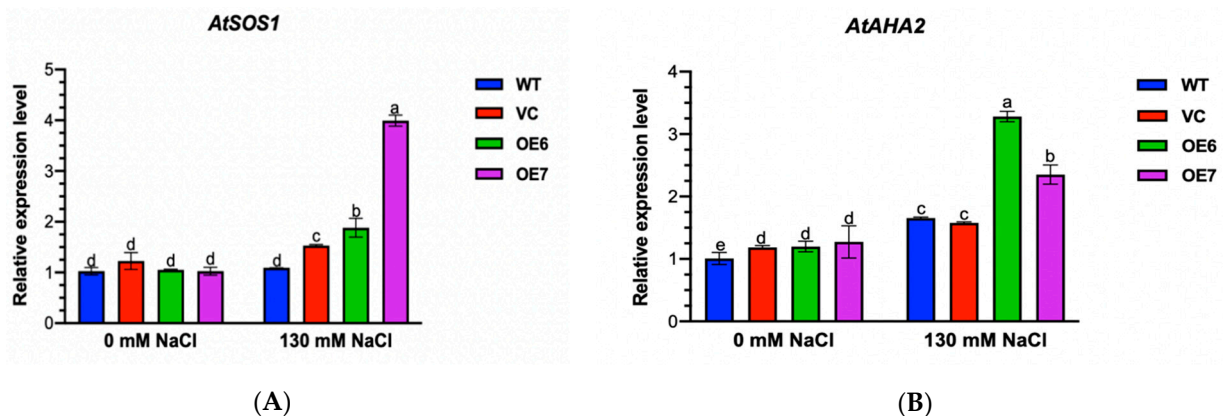 AtSOS1
Relative expression level
5
4
3
2
1
0
d
d
d
d
d
c
b
a
0 mM NaCl
130 mM NaCl
WT
VC
OE6
OE7
(A)
AtAHA2
Relative expression level
4
3
2
1
0
e
d
d
d
c
c
a
b
0 mM NaCl
130 mM NaCl
WT
VC
OE6
OE7
(B)